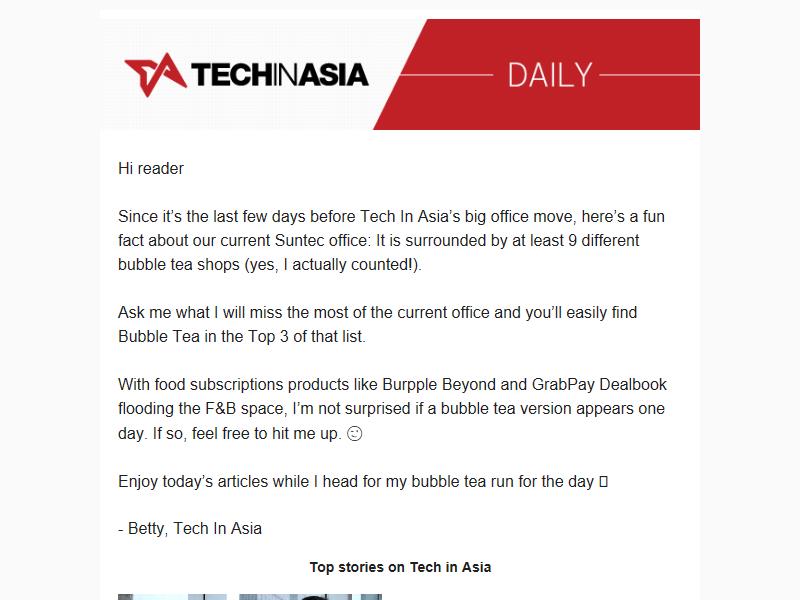 TECHINASIA
DAILY
Hi reader
Since it’s the last few days before Tech In Asia’s big office move, here’s a fun
fact about our current Suntec office: It is surrounded by at least 9 different
bubble tea shops (yes, I actually counted!).
Ask me what I will miss the most of the current office and you’ll easily find
Bubble Tea in the Top 3 of that list.
With food subscriptions products like Burpple Beyond and GrabPay Dealbook
flooding the F&B space, I’m not surprised if a bubble tea version appears one
day. If so, feel free to hit me up. 😉
Enjoy today’s articles while I head for my bubble tea run for the day
- Betty, Tech In Asia
Top stories on Tech in Asia